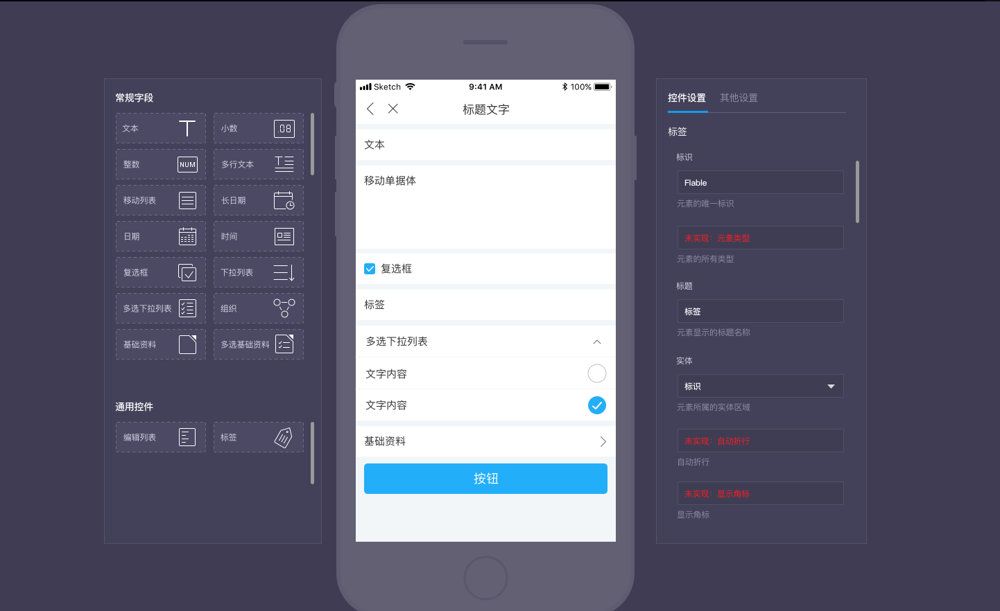 常规字段
文本
小数
.08
整数
NUM
多行文本
移动列表
长日期
日期
时间
复选框
下拉列表
多选下拉列表
组织
基础资料
多选基础资料
通用控件
编辑列表
标签
Sketch
9:41 AM
100%
标题文字
文本
移动单据体
复选框
标签
多选下拉列表
文字内容
文字内容
基础资料
按钮
控件设置
其他设置
标签
标识
Flable
元素的唯一标识
未实现：元素类型
元素的所有类型
标题
标签
元素显示的标题名称
实体
标识
元素所属的实体区域
未实现：自动折行
自动折行
未实现：显示角标
显示角标